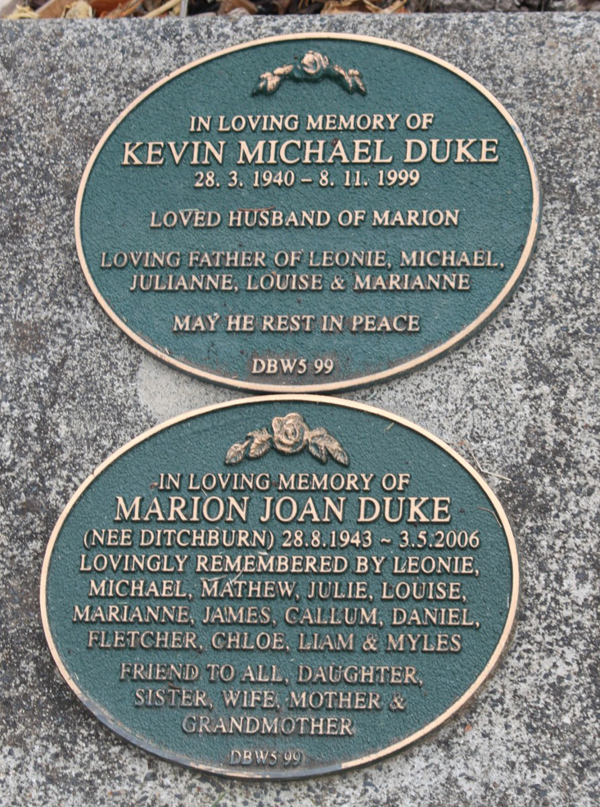 IN LOVING MEMORY OF
KEVIN MICHAEL DUKE
28. 3. 1940 – 8. 11. 1999
LOVED HUSBAND OF MARION
LOVING FATHER OF LEONIE, MICHAEL,
JULIANNE, LOUISE & MARIANNE
MAY HE REST IN PEACE
DBW5 99
IN LOVING MEMORY OF
MARION JOAN DUKE
(NEE DITCHBURN) 28.8.1943 ~ 3.5.2006
LOVINGLY REMEMBERED BY LEONIE,
MICHAEL, MATHEW, JULIE, LOUISE,
MARIANNE, JAMES, CALLUM, DANIEL,
FLETCHER, CHLOE, LIAM & MYLES
FRIEND TO ALL, DAUGHTER,
SISTER, WIFE, MOTHER &
GRANDMOTHER
DBW5 99